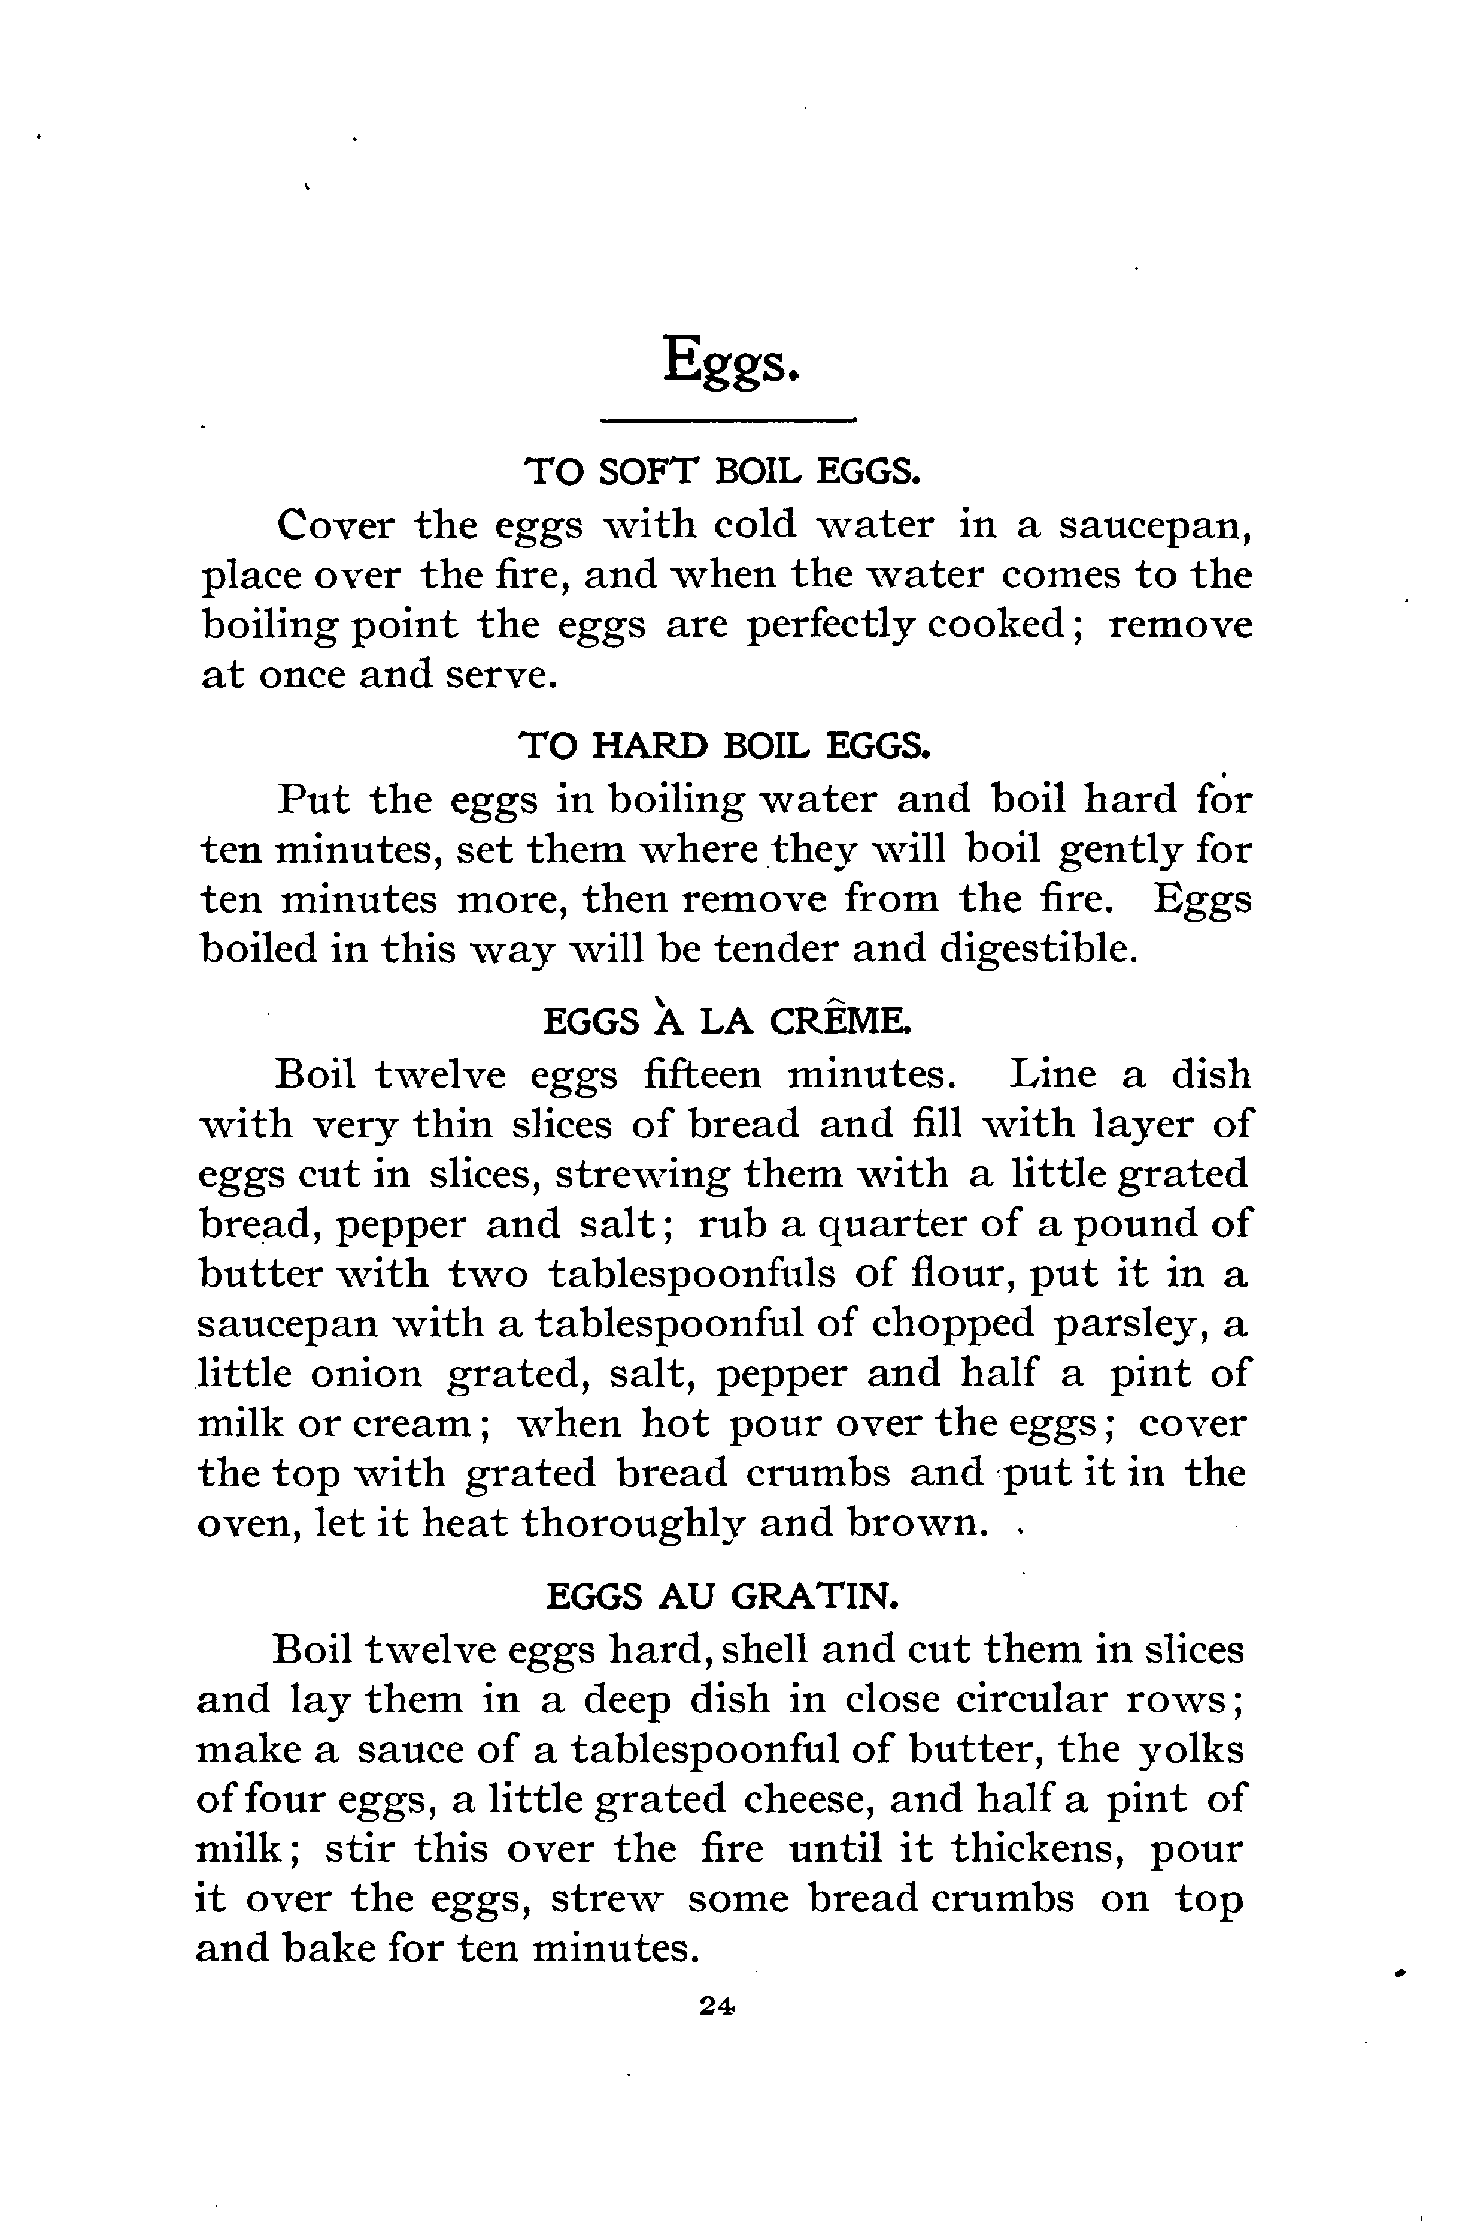 Eggs.
TO SOFT BOIL EGGS.
Cover the eggs with cold water in a saucepan,
place over the fire, and when the water comes to the
boiling point the eggs are perfectly cooked; remove
at once and serve.
TO HARD BOIL EGGS.
Put the eggs in boiling water and boil hard for
ten minutes, set them where they will boil gently for
ten minutes more, then remove from the fire. Eggs
boiled in this way will be tender and digestible.
EGGS À LA CRÊME.
Boil twelve eggs fifteen minutes. Line a dish
with very thin slices of bread and fill with layer of
eggs cut in slices, strewing them with a little grated
bread, pepper and salt; rub a quarter of a pound of
butter with two tablespoonfuls of flour, put it in a
saucepan with a tablespoonful of chopped parsley, a
little onion grated, salt, pepper and half a pint of
milk or cream; when hot pour over the eggs; cover
the top with grated bread crumbs and put it in the
oven, let it heat thoroughly and brown.
EGGS AU GRATIN.
Boil twelve eggs hard, shell and cut them in slices
and lay them in a deep dish in close circular rows;
make a sauce of a tablespoonful of butter, the yolks
of four eggs, a little grated cheese, and half a pint of
milk; stir this over the fire until it thickens, pour
it over the eggs, strew some bread crumbs on top
and bake for ten minutes.
24